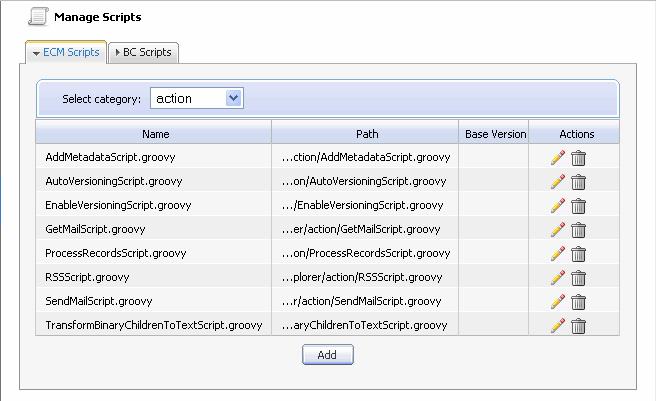 Manage Scripts
ECM Scripts BC Scripts
Select category: action
Name Path Base Version Actions
AddMetadataScript.groovy ...ction/AddMetadataScript.groovy
AutoVersioningScript.groovy ...on/AutoVersioningScript.groovy
EnableVersioningScript.groovy .../EnableVersioningScript.groovy
GetMailScript.groovy ...er/action/GetMailScript.groovy
ProcessRecordsScript.groovy ...on/ProcessRecordsScript.groovy
RSSScript.groovy ...plorer/action/RSSScript.groovy
SendMailScript.groovy ...r/action/SendMailScript.groovy
TransformBinaryChildrenToTextScript.groovy ...aryChildrenToTextScript.groovy
Add